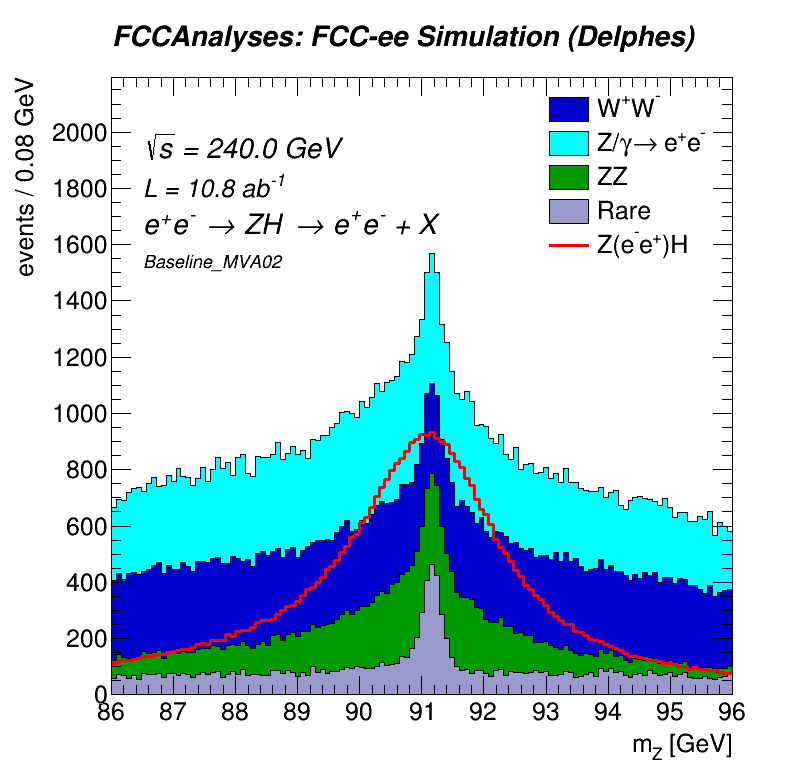 FCCAnalyses: FCC-ee Simulation (Delphes)
events / 0.08 GeV
2000
1800
1600
1400
1200
1000
800
600
400
200
0
√s = 240.0 GeV
L = 10.8 ab⁻¹
e⁺e⁻ → ZH → e⁺e⁻ + X
Baseline_MVA02
W⁺W⁻
Z/γ→ e⁺e⁻
ZZ
Rare
Z(e⁻e⁺)H
86 87 88 89 90 91 92 93 94 95 96
m_Z [GeV]